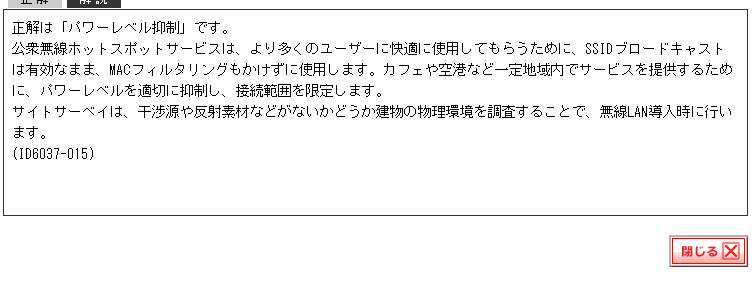 正解 解説
正解は「パワーレベル抑制」です。
公衆無線ホットスポットサービスは、より多くのユーザーに快適に使用してもらうために、SSIDブロードキャスト
は有効なまま、MACフィルタリングもかけずに使用します。カフェや空港など一定地域内でサービスを提供するため
に、パワーレベルを適切に抑制し、接続範囲を限定します。
サイトサーベイは、干渉源や反射素材などがないかどうか建物の物理環境を調査することで、無線LAN導入時に行い
ます。
(ID6037-015)
閉じる